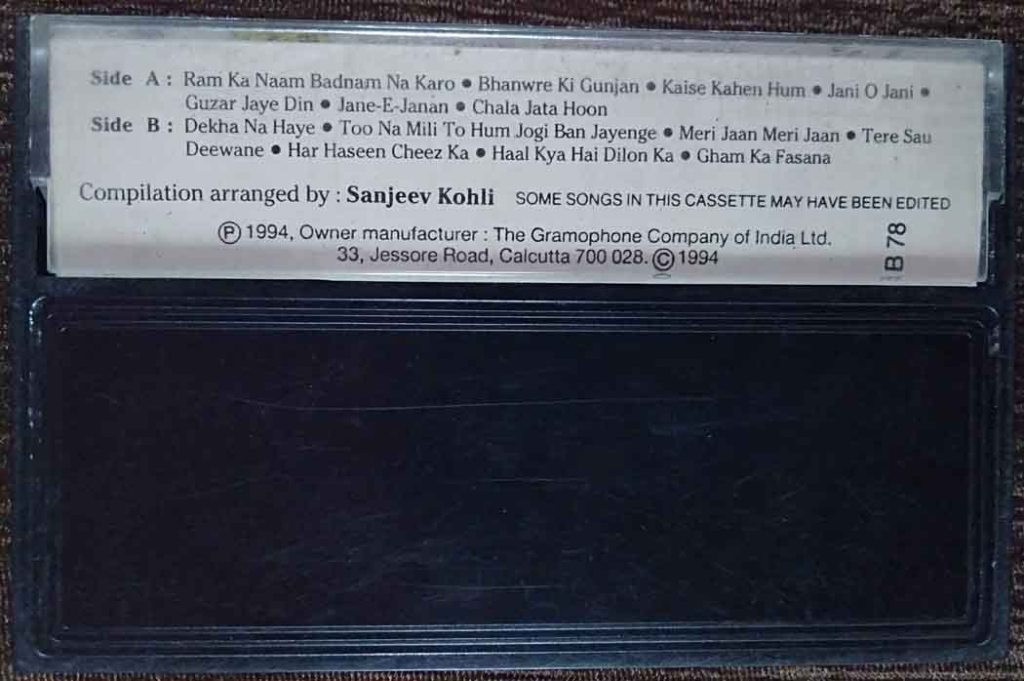 Side A : Ram Ka Naam Badnam Na Karo • Bhanwre Ki Gunjan • Kaise Kahen Hum • Jani O Jani •
Guzar Jaye Din • Jane-E-Janan • Chala Jata Hoon
Side B : Dekha Na Haye • Too Na Mili To Hum Jogi Ban Jayenge • Meri Jaan Meri Jaan • Tere Sau
Deewane • Har Haseen Cheez Ka • Haal Kya Hai Dilon Ka • Gham Ka Fasana
Compilation arranged by : Sanjeev Kohli SOME SONGS IN THIS CASSETTE MAY HAVE BEEN EDITED
Ⓟ 1994, Owner manufacturer : The Gramophone Company of India Ltd.
33, Jessore Road, Calcutta 700 028. © 1994
B 78